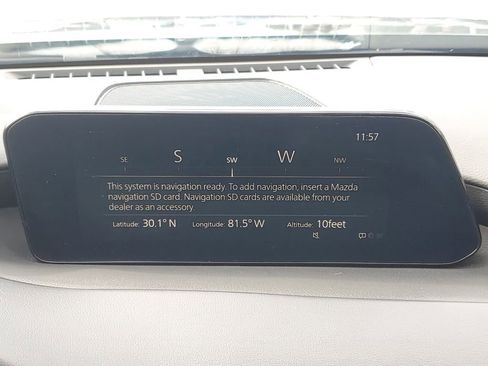 11:57
SE S SW W NW
This system is navigation ready. To add navigation, insert a Mazda
navigation SD card. Navigation SD cards are available from your
dealer as an accessory.
Latitude: 30.1° N Longitude: 81.5° W Altitude: 10feet